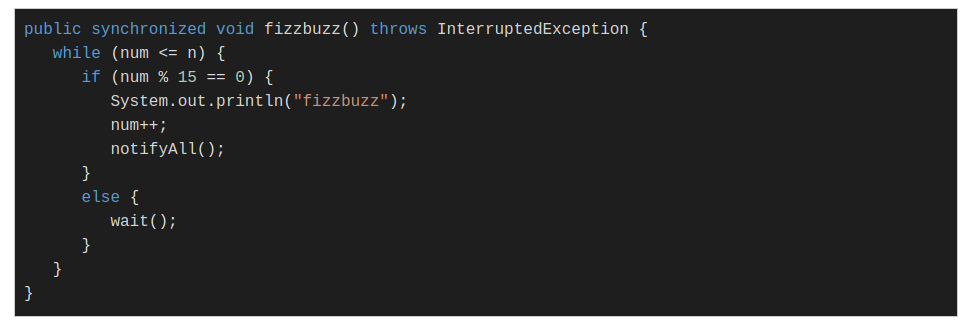 public synchronized void fizzbuzz() throws InterruptedException {
   while (num <= n) {
      if (num % 15 == 0) {
         System.out.println("fizzbuzz");
         num++;
         notifyAll();
      }
      else {
         wait();
      }
   }
}